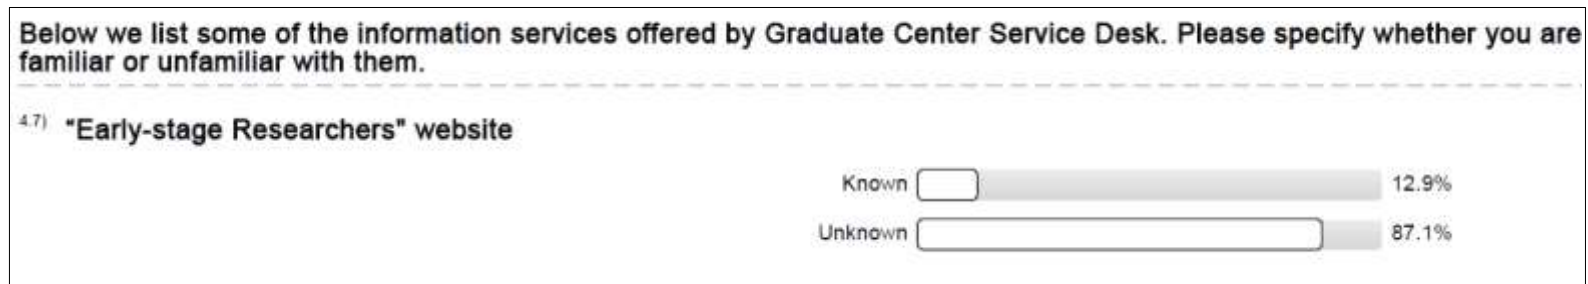 Below we list some of the information services offered by Graduate Center Service Desk. Please specify whether you are
familiar or unfamiliar with them.
4.7) "Early-stage Researchers" website
Known 12.9%
Unknown 87.1%